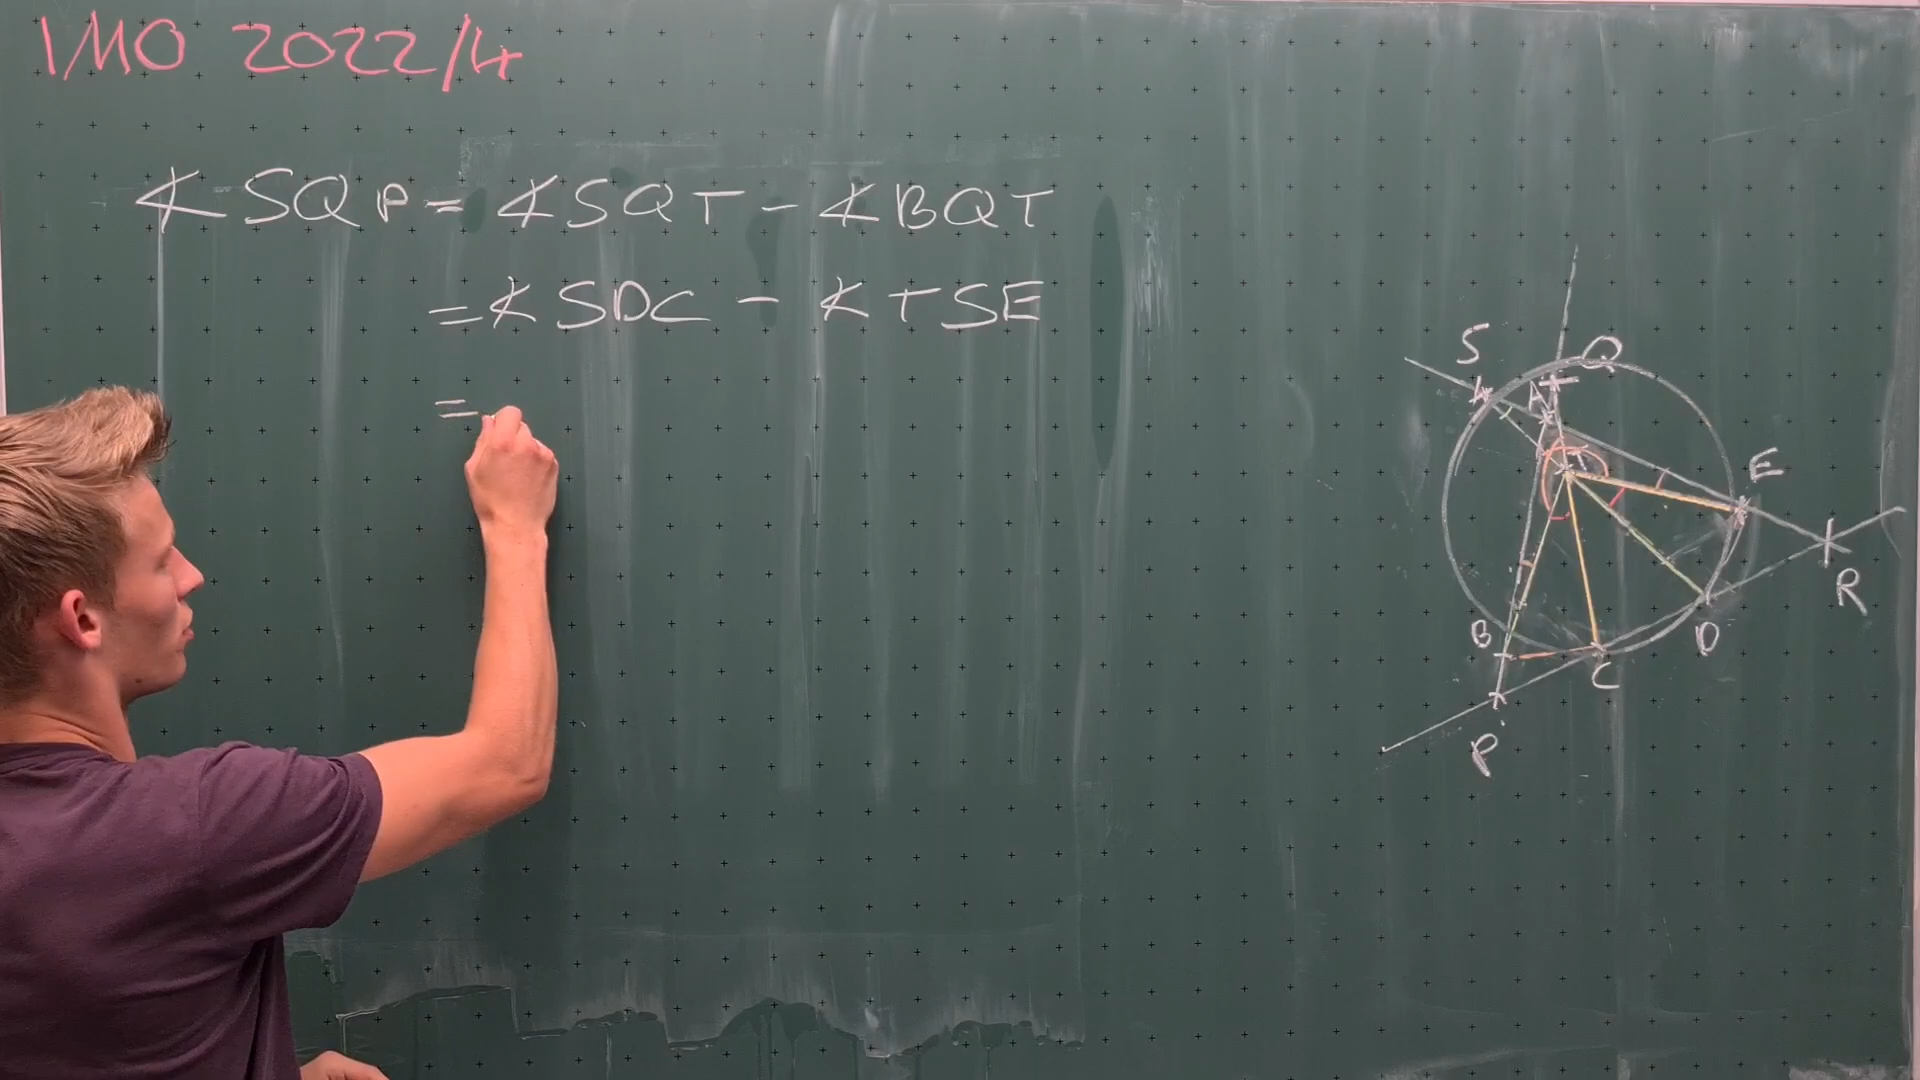 IMO 2022/4
∢SQP = ∢SQT - ∢BQT
= ∢SDC - ∢TSE
=
S
Q
A
T
E
R
B
D
C
P